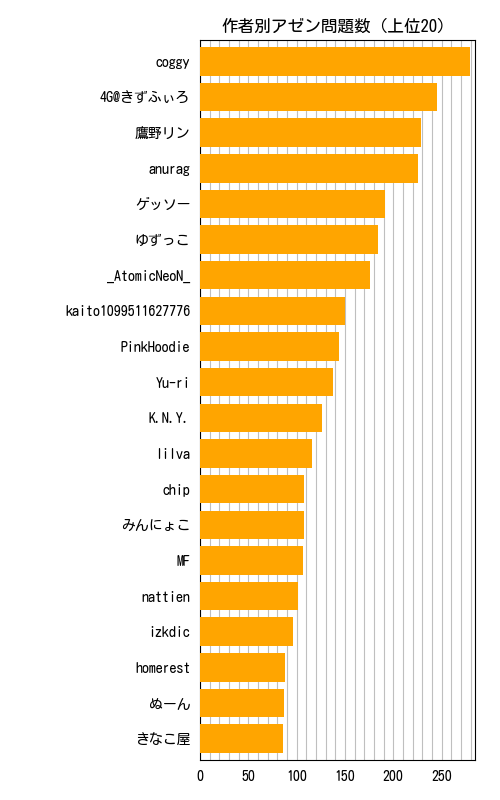 作者別アゼン問題数（上位20）
coggy
4G@きずふぃろ
鷹野リン
anurag
ゲッソー
ゆずっこ
_AtomicNeoN_
kaito1099511627776
PinkHoodie
Yu-ri
K.N.Y.
lilva
chip
みんにょこ
MF
nattien
izkdic
homerest
ぬーん
きなこ屋
0 50 100 150 200 250